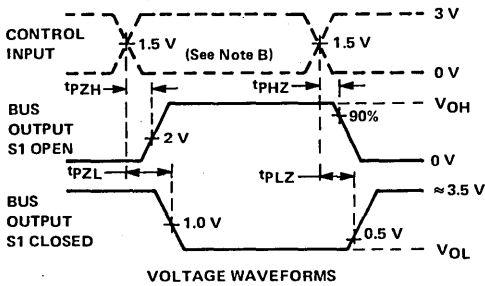 3 V
CONTROL
INPUT
1.5 V
(See Note B)
1.5 V
0 V
tPZH
tPHZ
BUS
OUTPUT
S1 OPEN
2 V
VOH
90%
0 V
tPZL
tPLZ
≈3.5 V
BUS
OUTPUT
S1 CLOSED
1.0 V
0.5 V
VOL
VOLTAGE WAVEFORMS